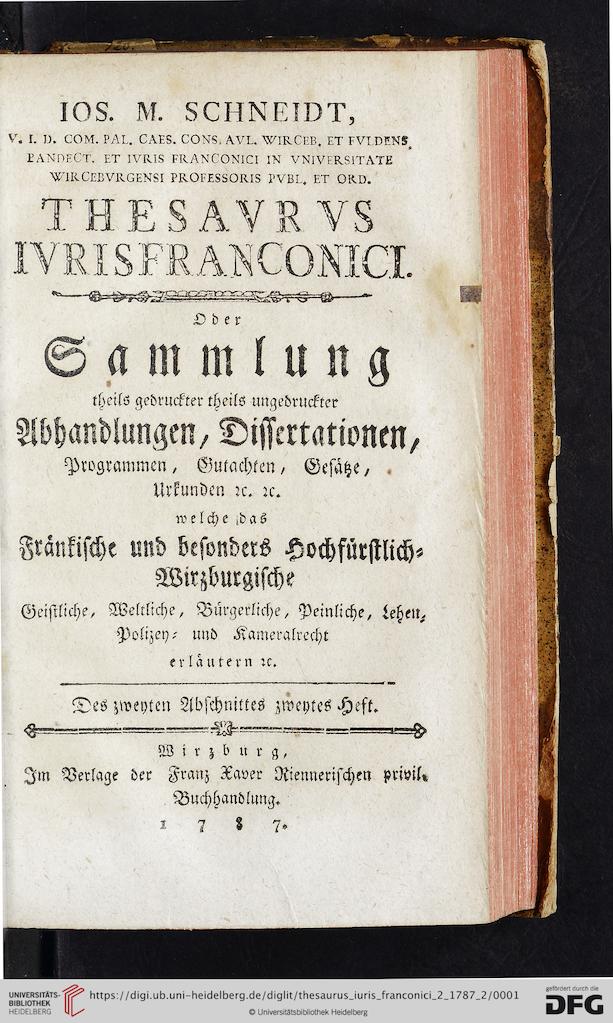 IOS. M. SCHNEIDT,
V. I. D. COM. PAL. CAES. CONS. AVL. WIRCEB. ET FVLDENS.
PANDECT. ET IVRIS FRANCONICI IN VNIVERSITATE
WIRCEBVRGENSI PROFESSORIS PVBL. ET ORD.
THESAVRVS
IVRIS FRANCONICI.
Oder
Sammlung
theils gedruckter theils ungedruckter
Abhandlungen, Dissertationen,
Programmen, Gutachten, Gesätze,
Urkunden ꝛc. ꝛc.
welche das
Fränkische und besonders Hochfürstlich-
Wirzburgische
Geistliche, Weltliche, Bürgerliche, Peinliche, Lehen,
Polizey- und Kameralrecht
erläutern ꝛc.
Des zweyten Abschnittes zweytes Heft.
Wirzburg,
Im Verlage der Franz Xaver Riennerischen privil.
Buchhandlung.
1787.
UNIVERSITÄTS-
BIBLIOTHEK
HEIDELBERG
https://digi.ub.uni-heidelberg.de/diglit/thesaurus_iuris_franconici_2_1787_2/0001
© Universitätsbibliothek Heidelberg
gefördert durch die
DFG